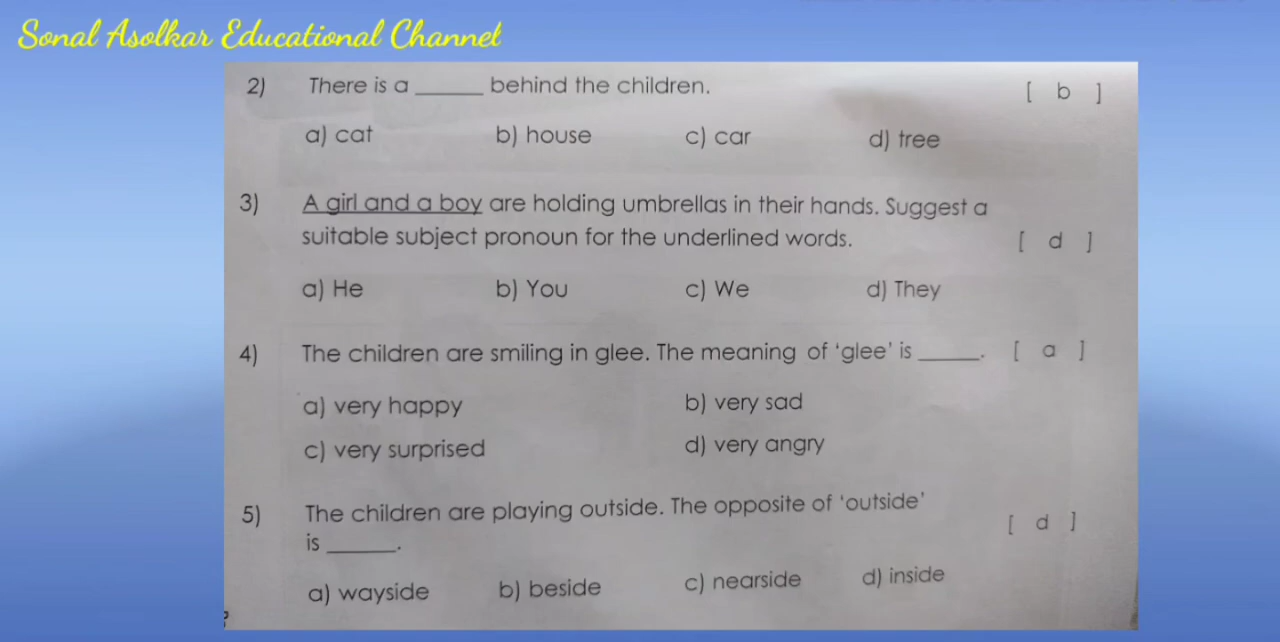 Sonal Asolkar Educational Channel
2) There is a ______ behind the children. [ b ]
a) cat b) house c) car d) tree
3) A girl and a boy are holding umbrellas in their hands. Suggest a
suitable subject pronoun for the underlined words. [ d ]
a) He b) You c) We d) They
4) The children are smiling in glee. The meaning of ‘glee’ is ______. [ a ]
a) very happy b) very sad
c) very surprised d) very angry
5) The children are playing outside. The opposite of ‘outside’
is ______. [ d ]
a) wayside b) beside c) nearside d) inside